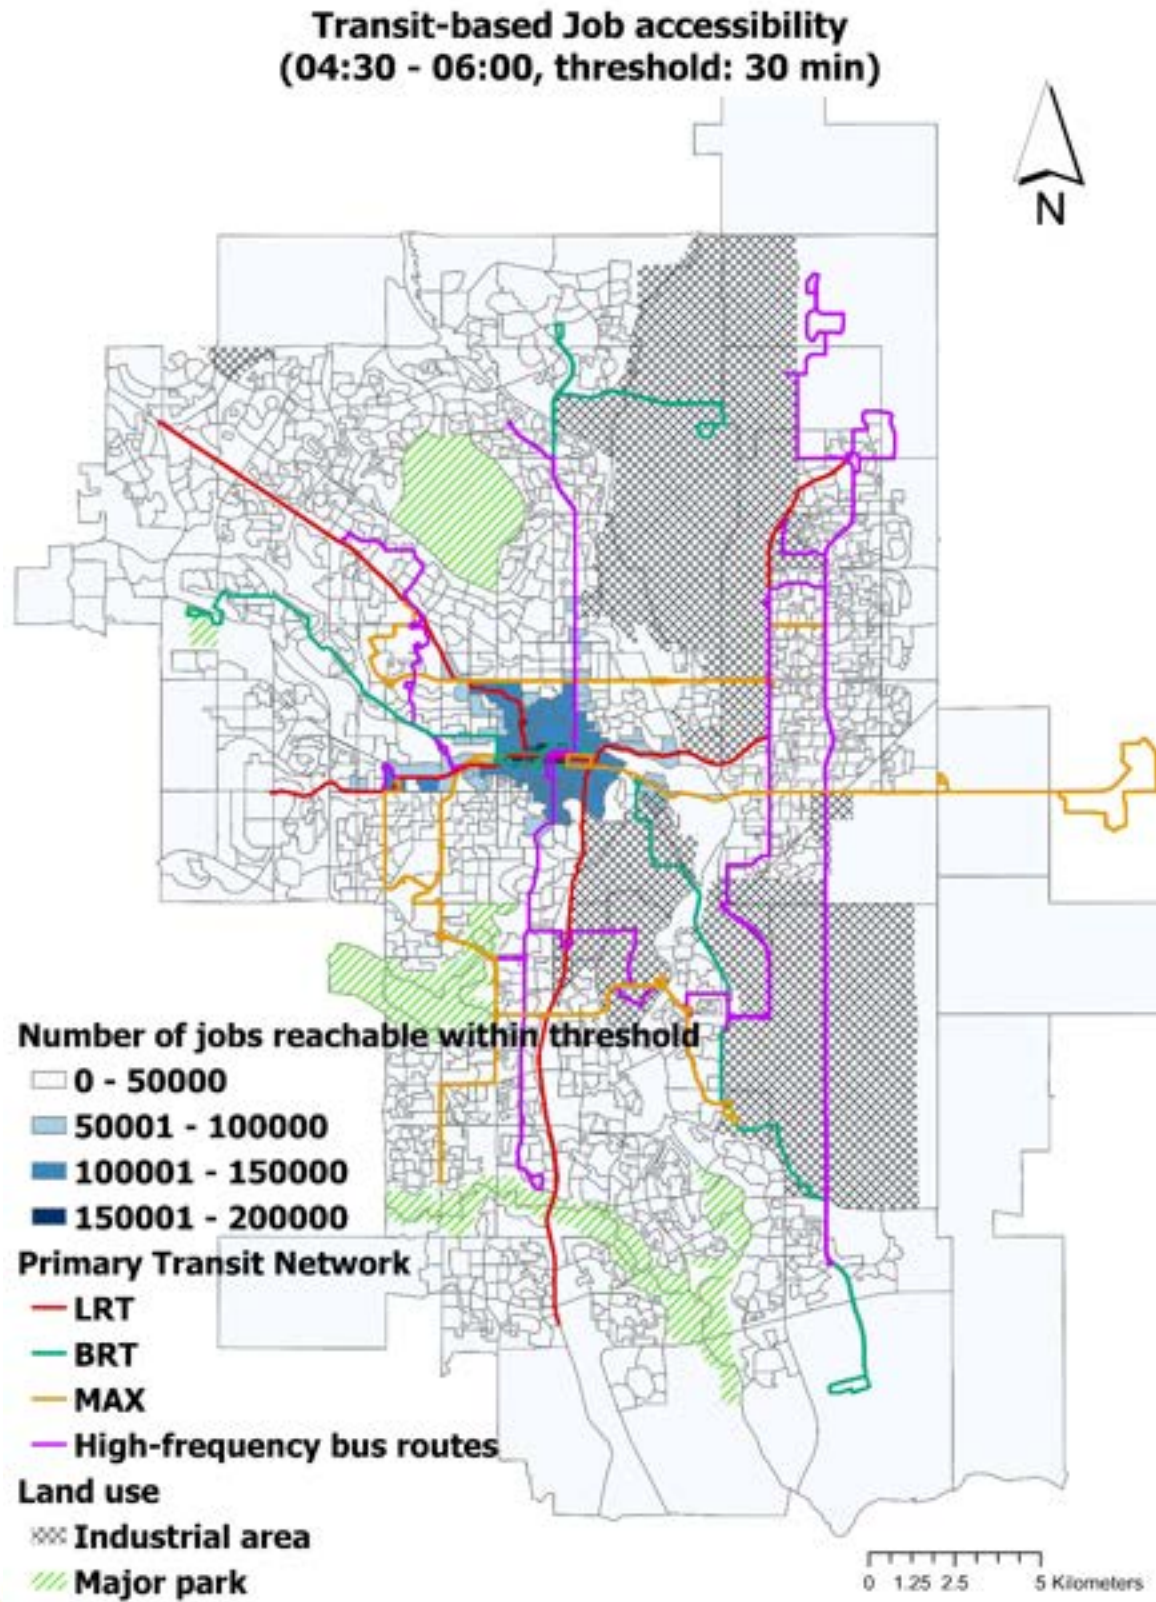 Transit-based Job accessibility
(04:30 - 06:00, threshold: 30 min)
N
Number of jobs reachable within threshold
0 - 50000
50001 - 100000
100001 - 150000
150001 - 200000
Primary Transit Network
LRT
BRT
MAX
High-frequency bus routes
Land use
Industrial area
Major park
0 1.25 2.5 5 Kilometers